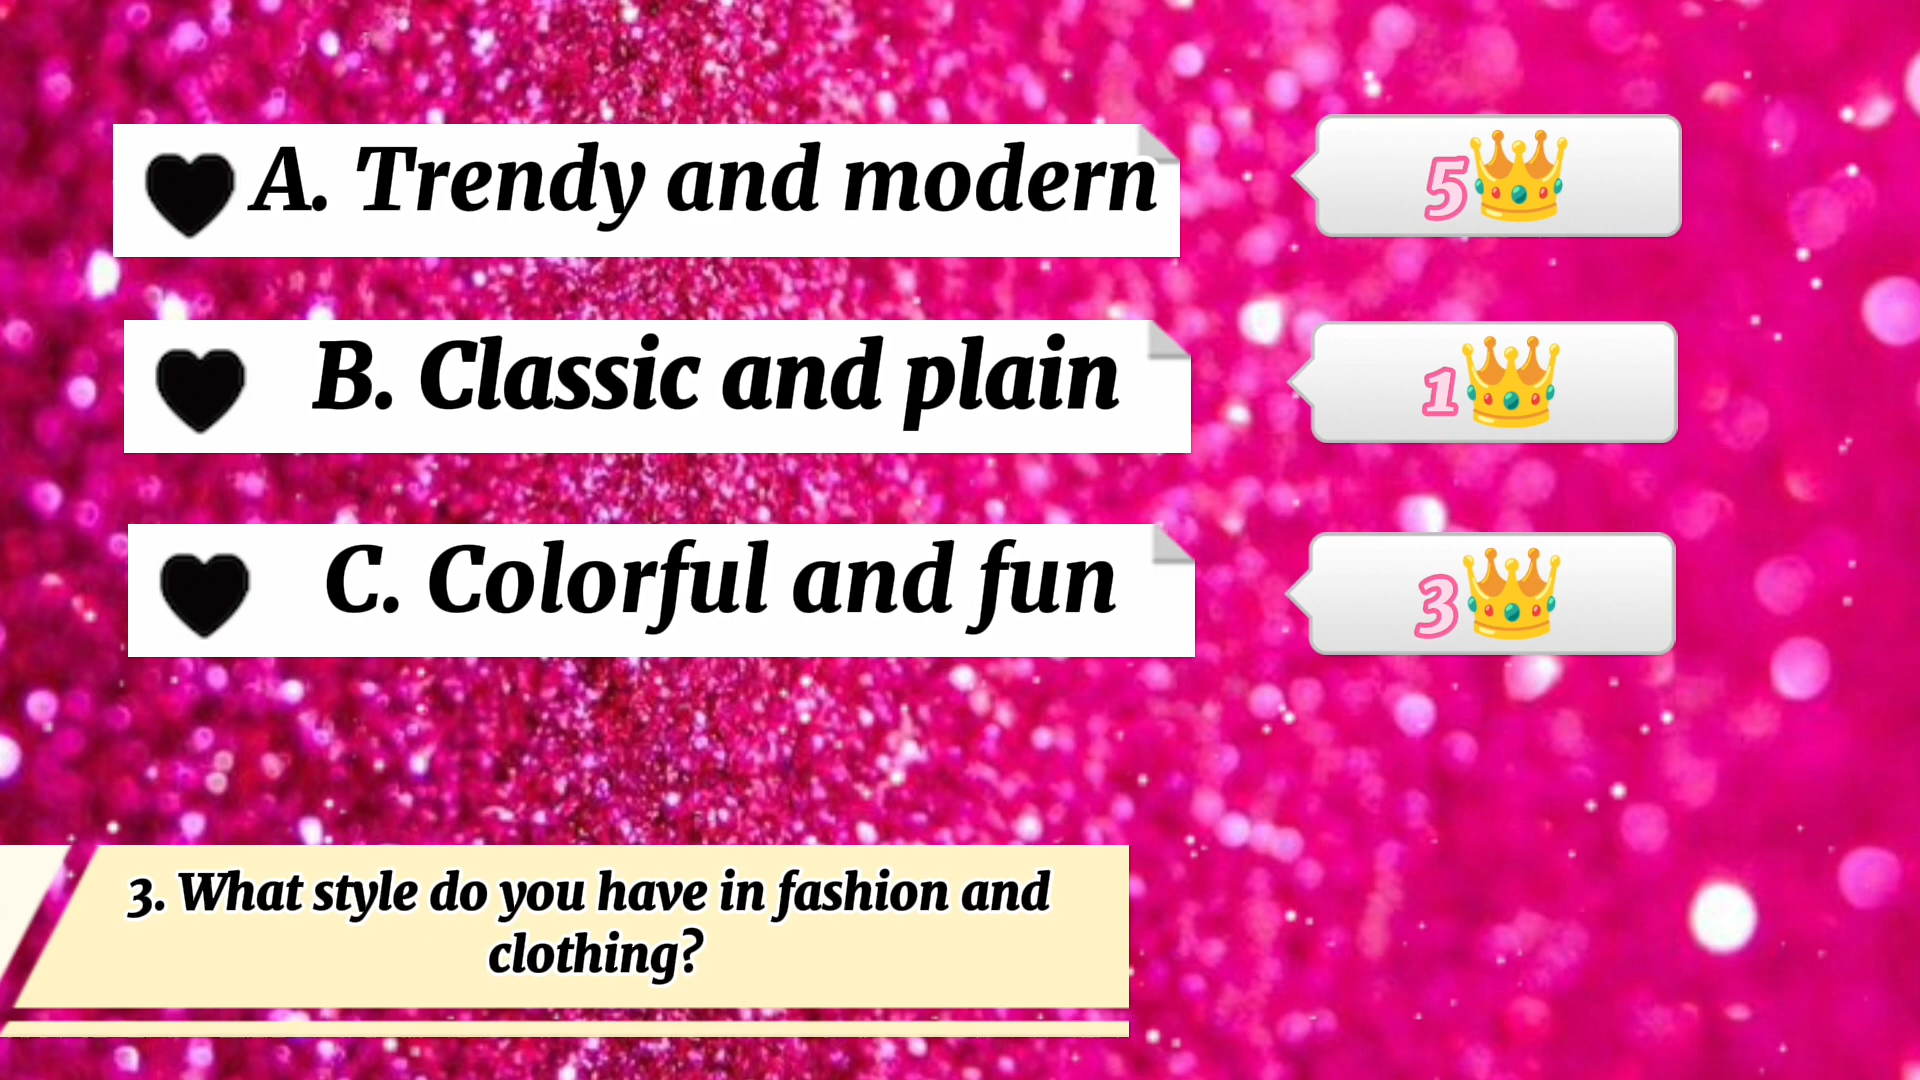 A. Trendy and modern
5
B. Classic and plain
1
C. Colorful and fun
3
3. What style do you have in fashion and
clothing?